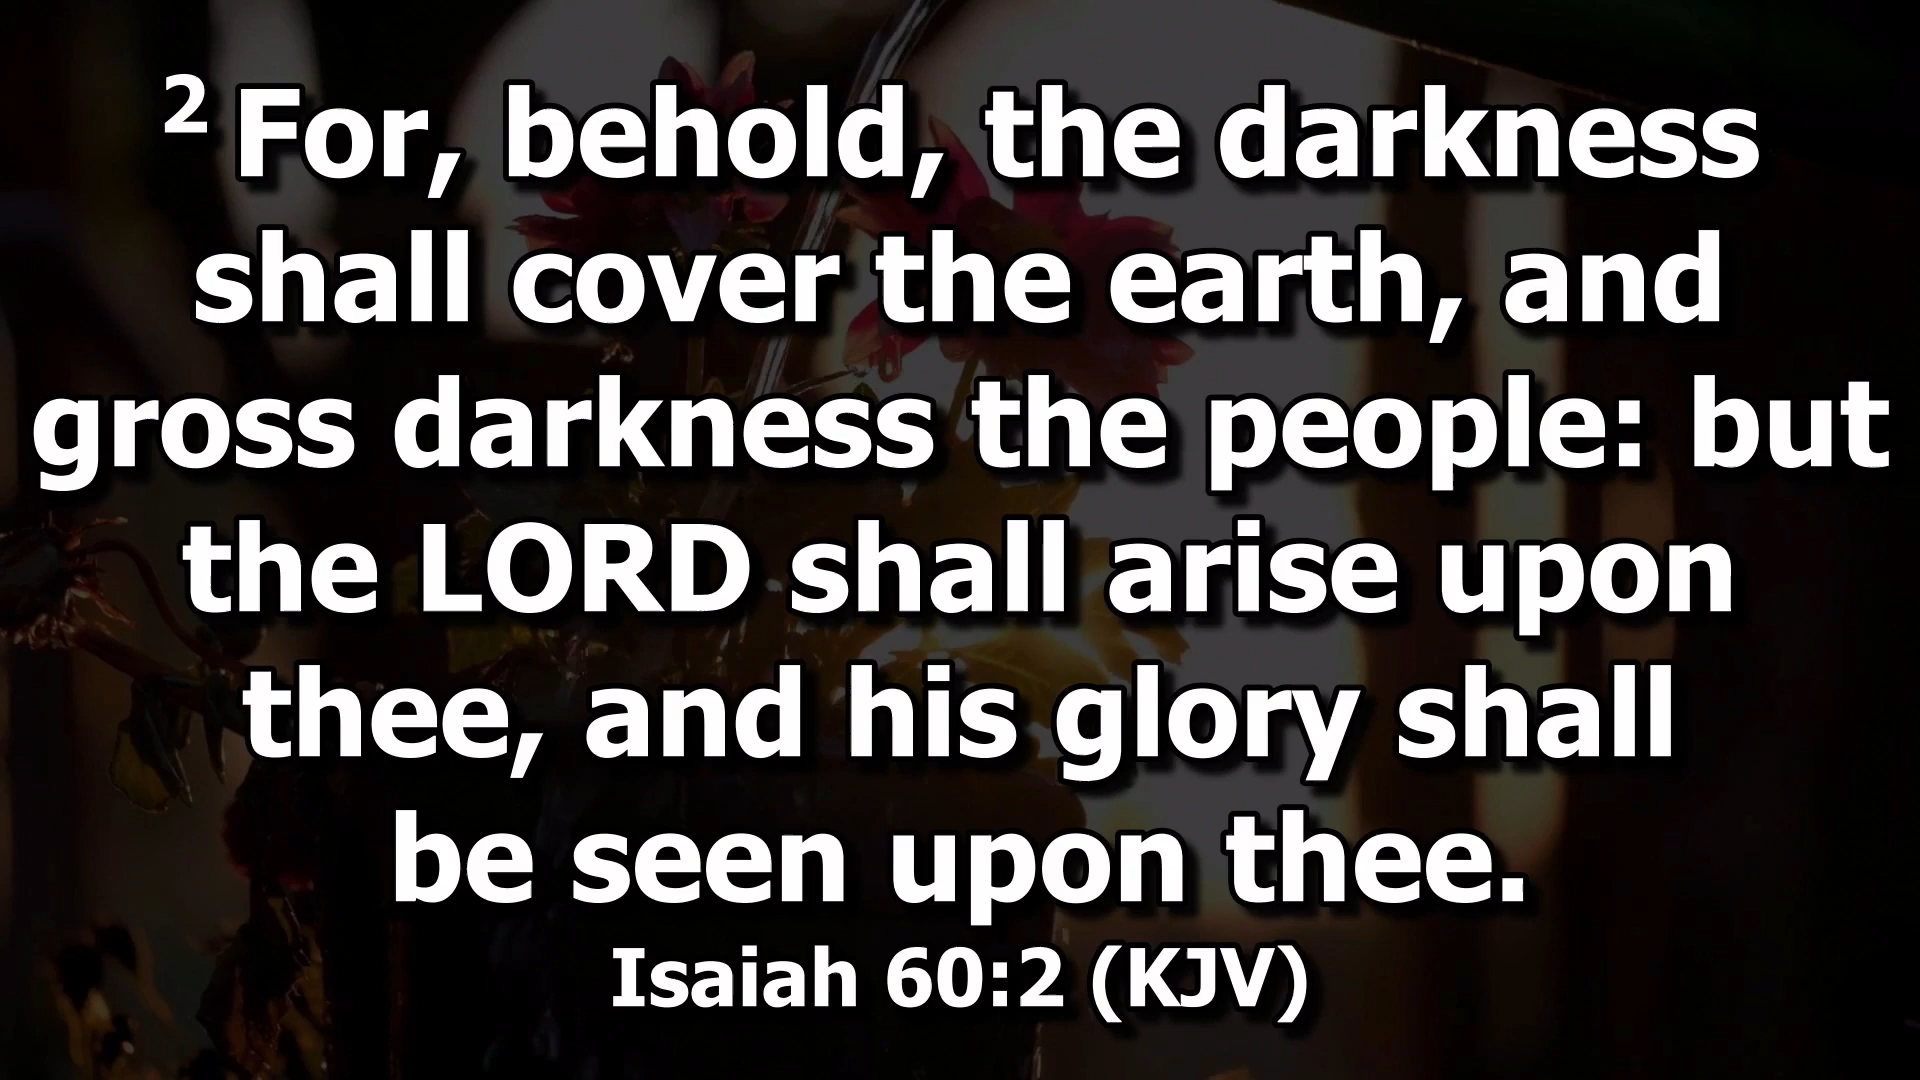 2 For, behold, the darkness
shall cover the earth, and
gross darkness the people: but
the LORD shall arise upon
thee, and his glory shall
be seen upon thee.
Isaiah 60:2 (KJV)